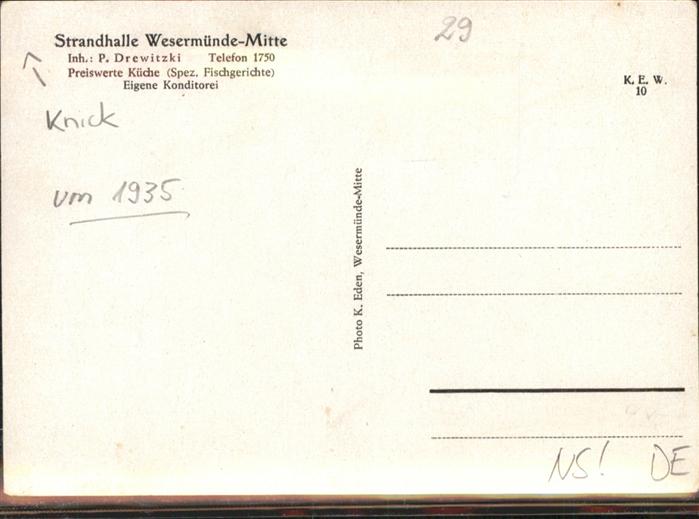 29
Strandhalle Wesermünde-Mitte
Inh.: P. Drewitzki Telefon 1750
Preiswerte Küche (Spez. Fischgerichte)
Eigene Konditorei
K. E. W.
10
Knick
um 1935
Photo K. Eden, Wesermünde-Mitte
NS! DE